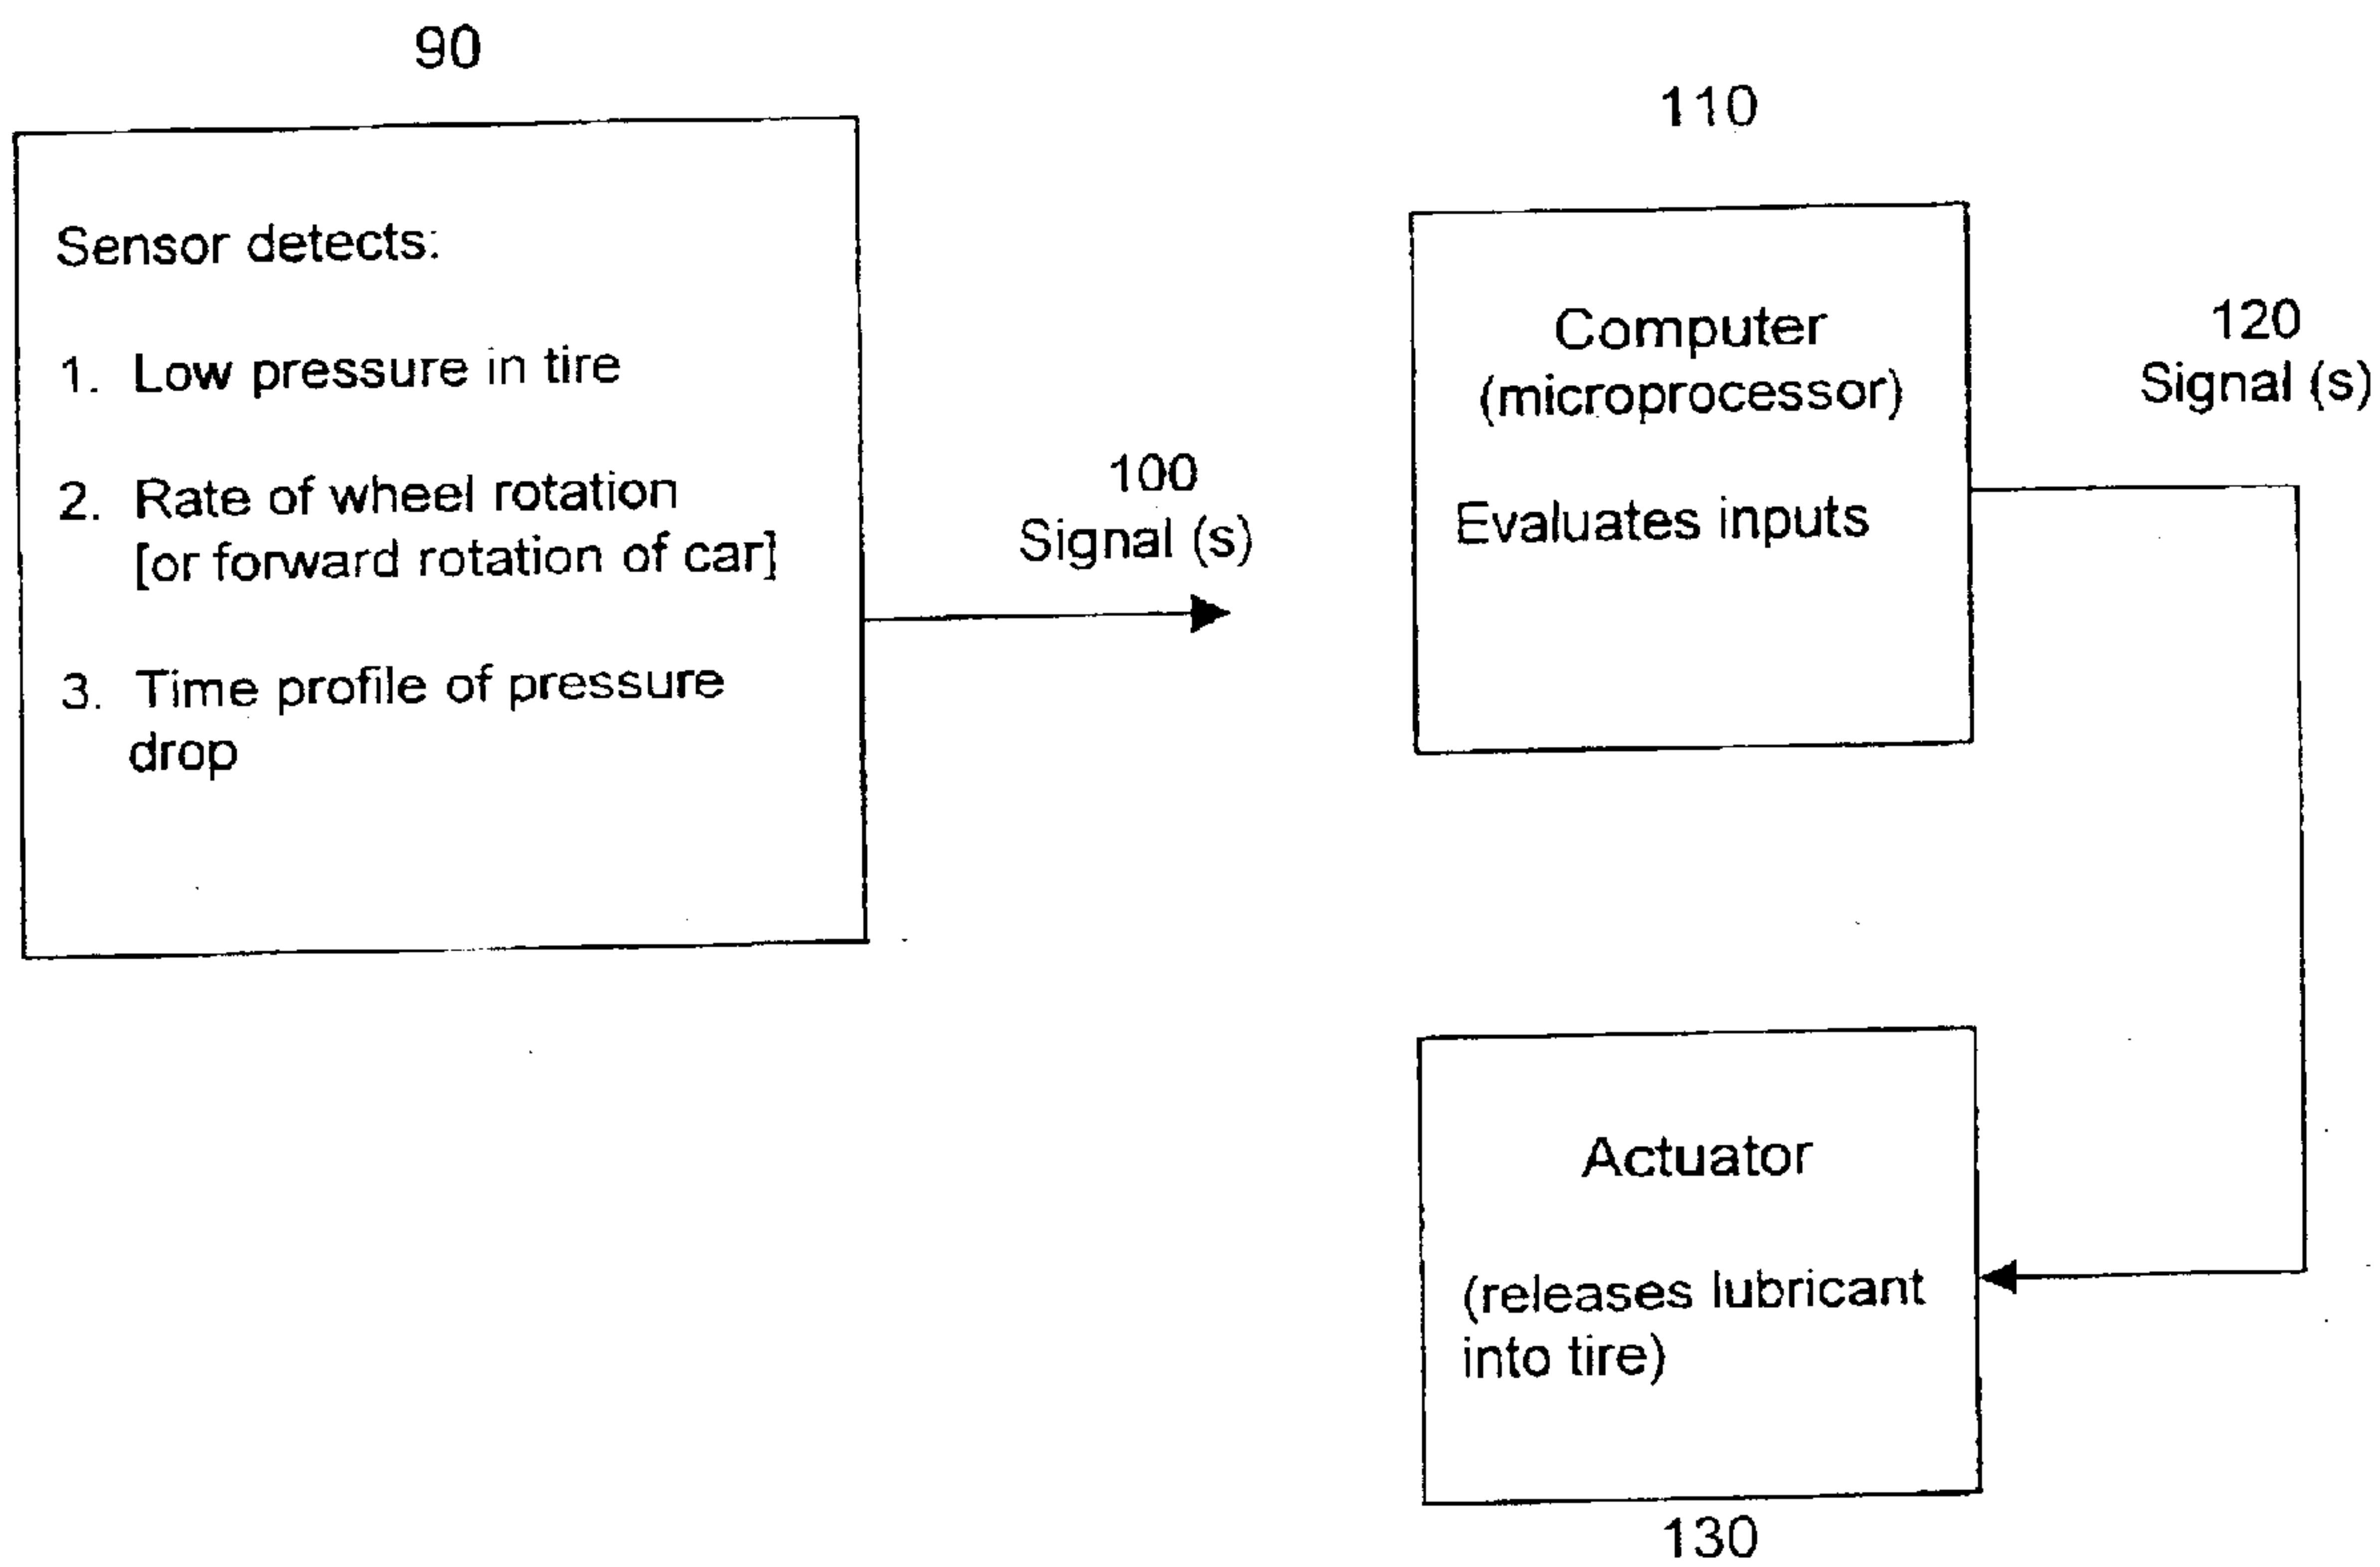 90
Sensor detects:
1. Low pressure in tire
2. Rate of wheel rotation
[or forward rotation of car]
3. Time profile of pressure
drop
100
Signal (s)
110
Computer
(microprocessor)
Evaluates inputs
120
Signal (s)
Actuator
(releases lubricant
into tire)
130